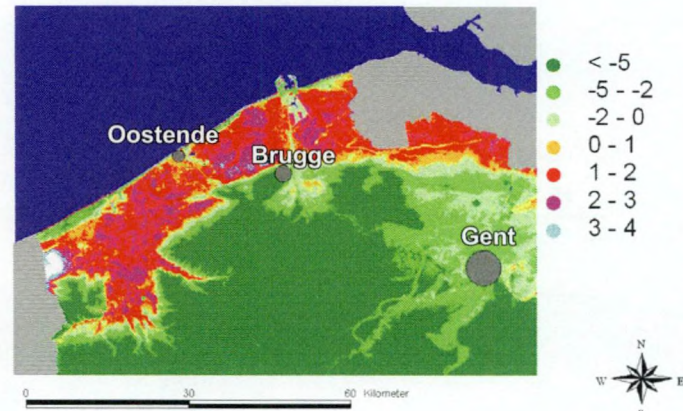 Oostende
Brugge
Gent
< -5
-5 - -2
-2 - 0
0 - 1
1 - 2
2 - 3
3 - 4
0 30 60 Kilometer
N
W E